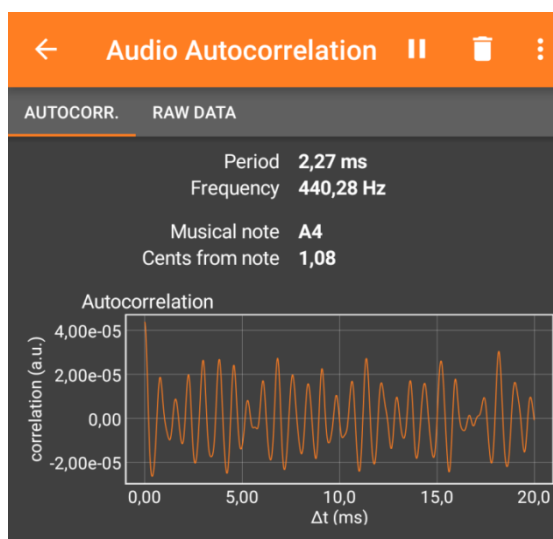 Audio Autocorrelation
AUTOCORR. RAW DATA
Period 2,27 ms
Frequency 440,28 Hz
Musical note A4
Cents from note 1,08
Autocorrelation
correlation (a.u.)
4,00e-05
2,00e-05
0,00
-2,00e-05
0,00 5,00 10,0 15,0 20,0
Δt (ms)